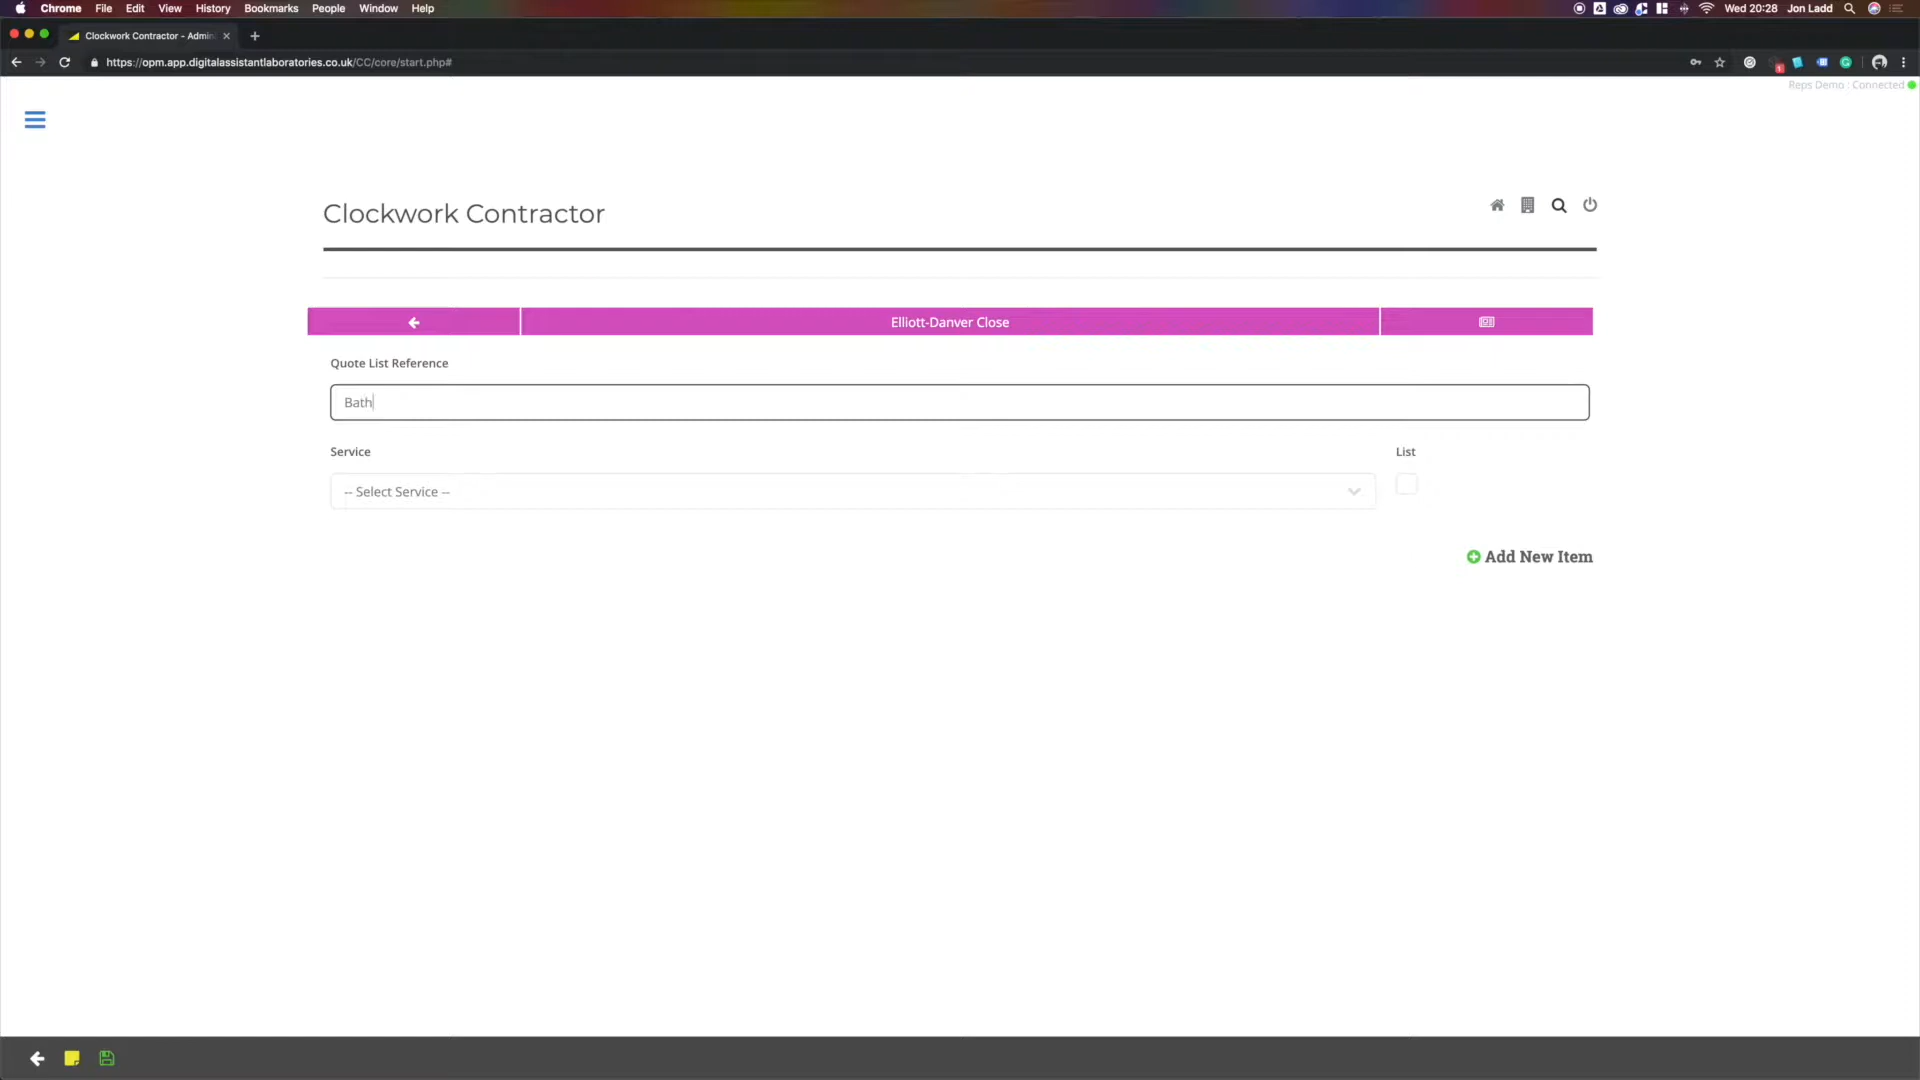 Chrome File Edit View History Bookmarks People Window Help
Wed 20:28 Jon Ladd
Clockwork Contractor - Admin
https://opm.app.digitalassistantlaboratories.co.uk/CC/core/start.php#
1
Reps Demo : Connected
Clockwork Contractor
Elliott-Danver Close
Quote List Reference
Bath
Service
List
-- Select Service --
Add New Item